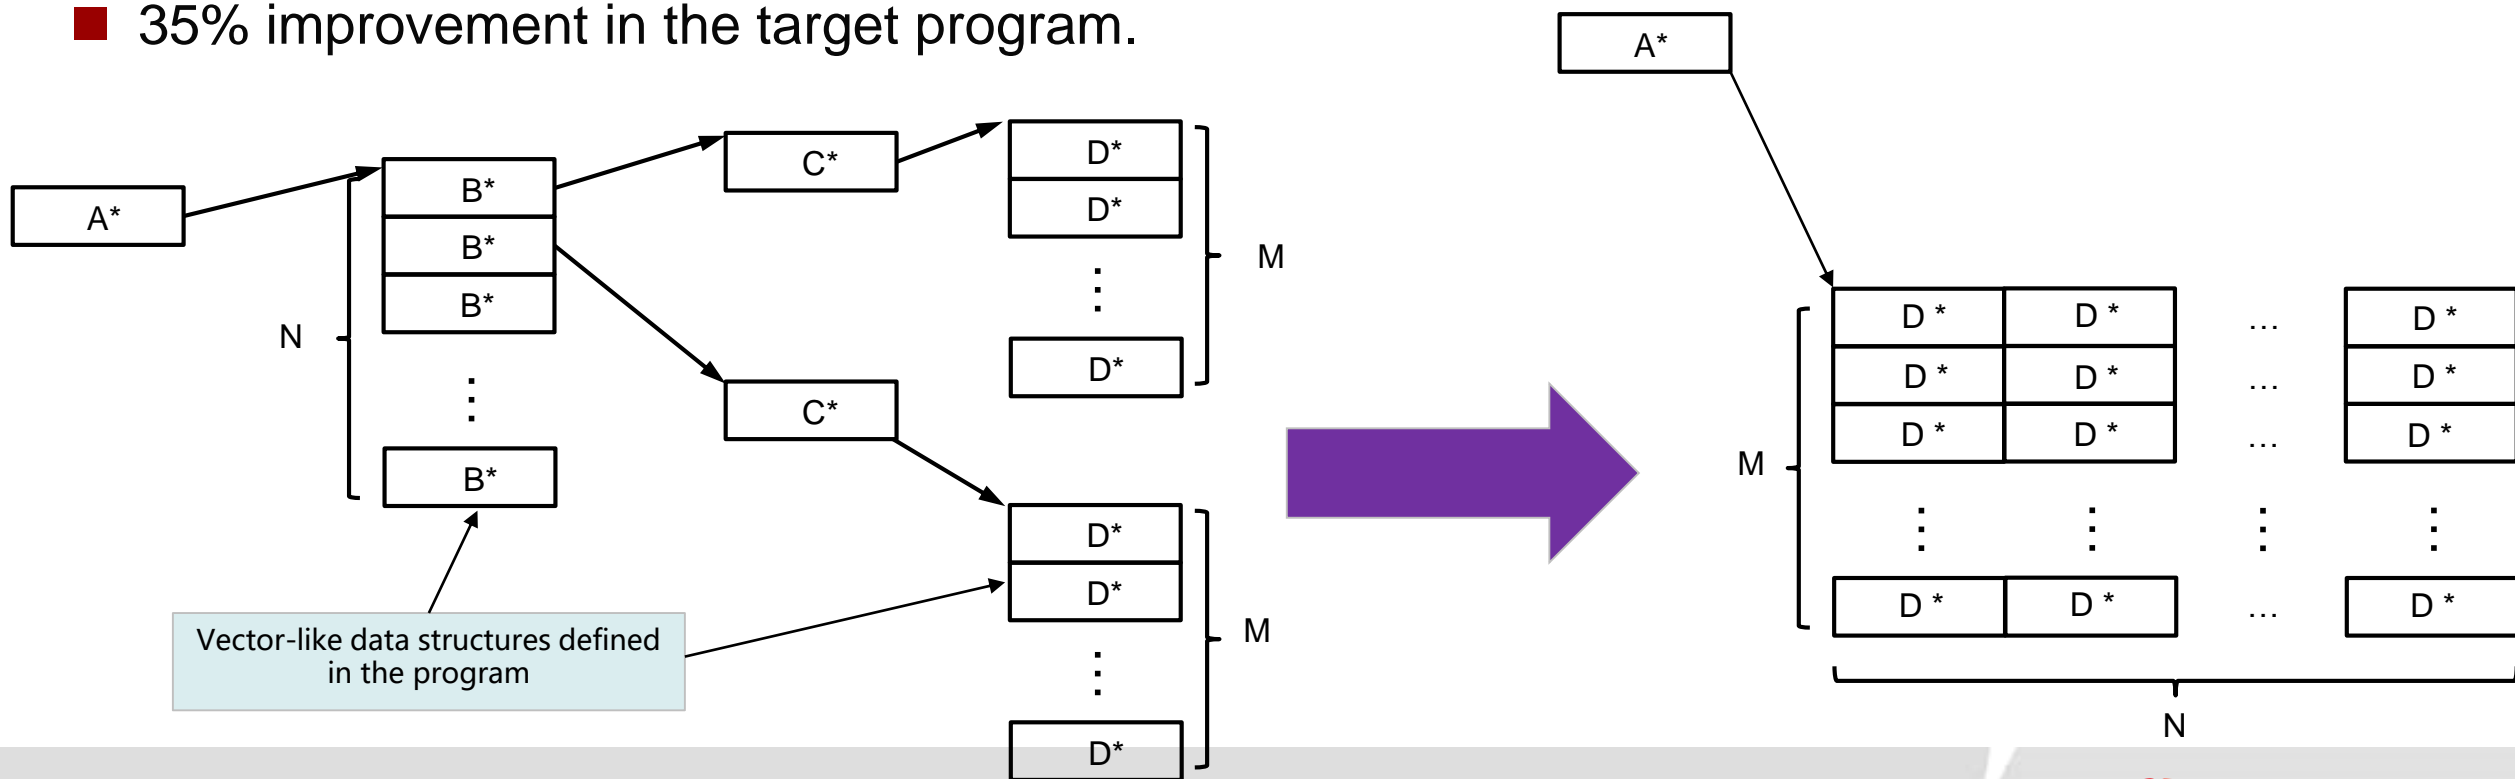 35% improvement in the target program.
A*
B*
B*
B*
⋮
B*
N
C*
C*
D*
D*
⋮
D*
M
D*
D*
⋮
D*
M
Vector-like data structures defined
in the program
A*
D * D * … D *
D * D * … D *
D * D * … D *
⋮ ⋮ ⋮ ⋮
D * D * … D *
M
N